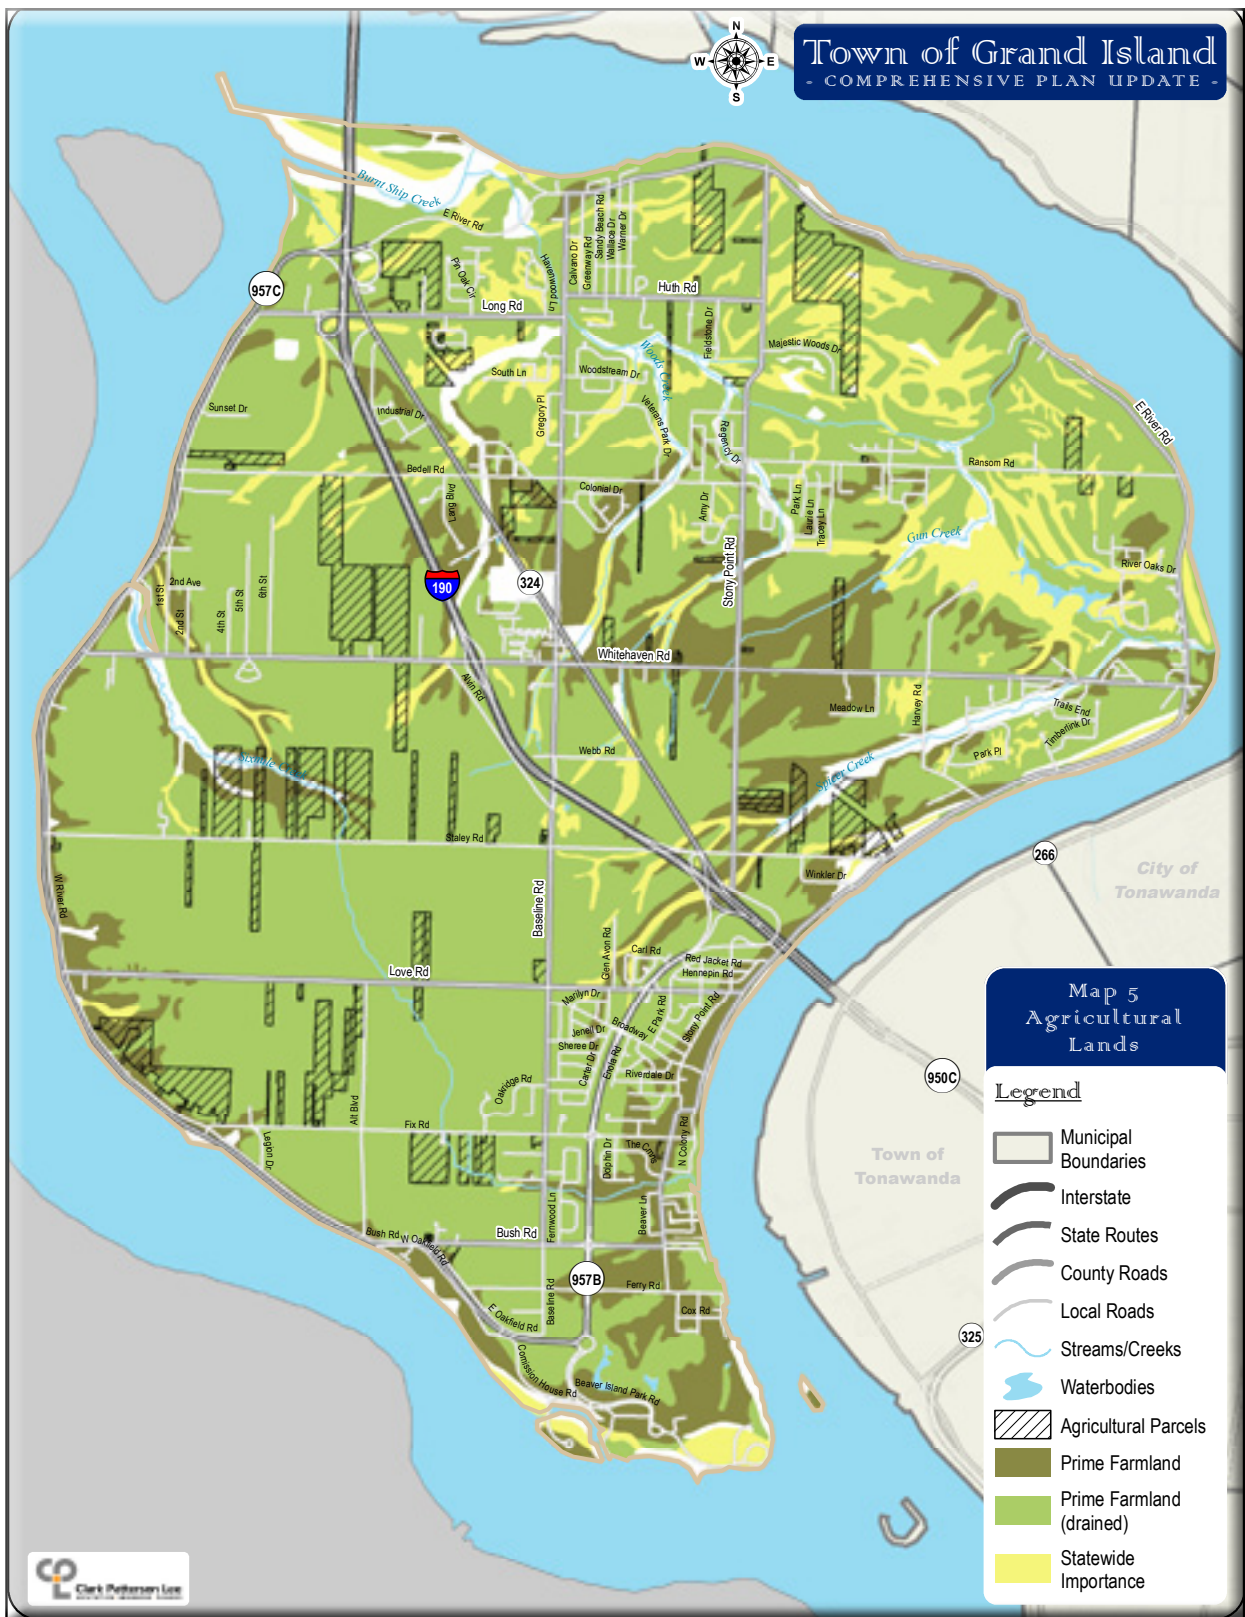 Town of Grand Island
- COMPREHENSIVE PLAN UPDATE -
N
W
E
S
Burnt Ship Creek
E River Rd
957C
Pin Oak Cir
Havenwood Ln
Calvano Dr
Greenway Rd
Sandy Beach Rd
Wallace Dr
Warner Dr
Long Rd
Huth Rd
Fieldstone Dr
Majestic Woods Dr
Woods Creek
South Ln
Woodstream Dr
Sunset Dr
Industrial Dr
Gregory Pl
Veterans Park Dr
Regency Dr
E River Rd
Bedell Rd
Ransom Rd
Lang Blvd
Colonial Dr
Amy Dr
Park Ln
Laurie Ln
Tracey Ln
Gun Creek
Stony Point Rd
River Oaks Dr
190
324
1st St
2nd Ave
2nd St
4th St
5th St
6th St
Whitehaven Rd
Alvin Rd
Meadow Ln
Harvey Rd
Trails End
Timberlink Dr
Park Pl
Webb Rd
Spicer Creek
Staley Rd
Winkler Dr
266
City of
Tonawanda
W River Rd
Baseline Rd
Glen Avon Rd
Carl Rd
Red Jacket Rd
Hennepin Rd
Love Rd
Marilyn Dr
Jenell Dr
Sheree Dr
Broadway
E Park Rd
Stony Point Rd
Carter Dr
Enola Rd
Riverdale Dr
Oakridge Rd
Alt Blvd
Fix Rd
Legion Dr
Dolphin Dr
The Cmns
N Colony Rd
950C
Town of
Tonawanda
Fernwood Ln
Beaver Ln
Bush Rd
W Oakfield Rd
Bush Rd
957B
Ferry Rd
Baseline Rd
E Oakfield Rd
Cox Rd
325
Comission House Rd
Beaver Island Park Rd
Map 5
Agricultural
Lands
Legend
Municipal
Boundaries
Interstate
State Routes
County Roads
Local Roads
Streams/Creeks
Waterbodies
Agricultural Parcels
Prime Farmland
Prime Farmland
(drained)
Statewide
Importance
CPL
Clark Patterson Lee